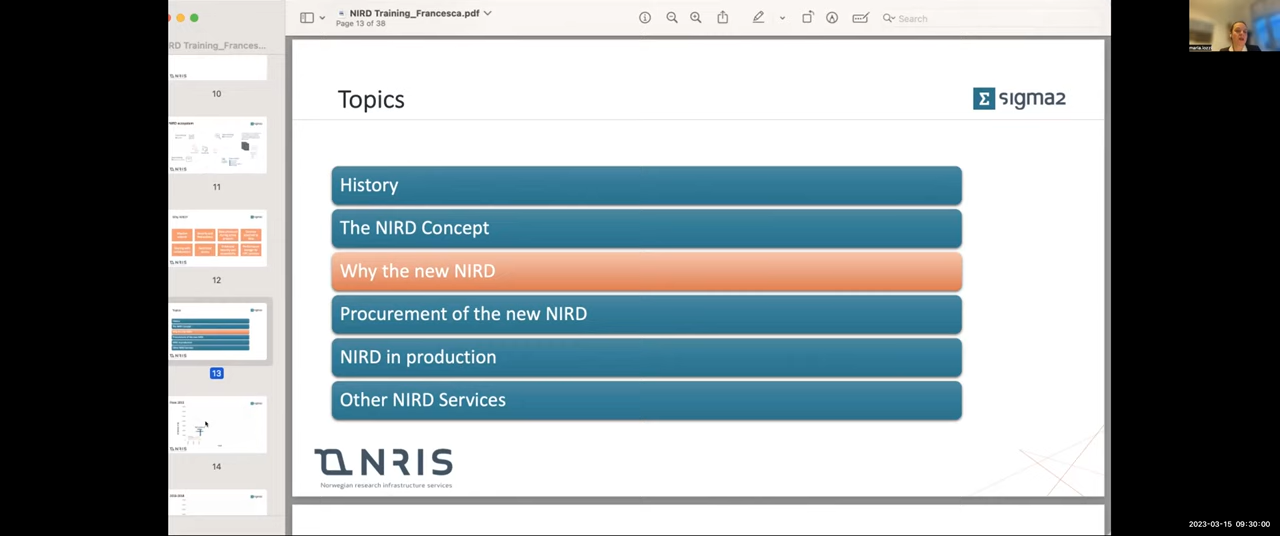 NIRD Training_Francesca.pdf
Page 13 of 38
Search
RD Training_Frances...
10
11
12
13
14
Topics
sigma2
History
The NIRD Concept
Why the new NIRD
Procurement of the new NIRD
NIRD in production
Other NIRD Services
NRIS
Norwegian research infrastructure services
2023-03-15 09:30:00